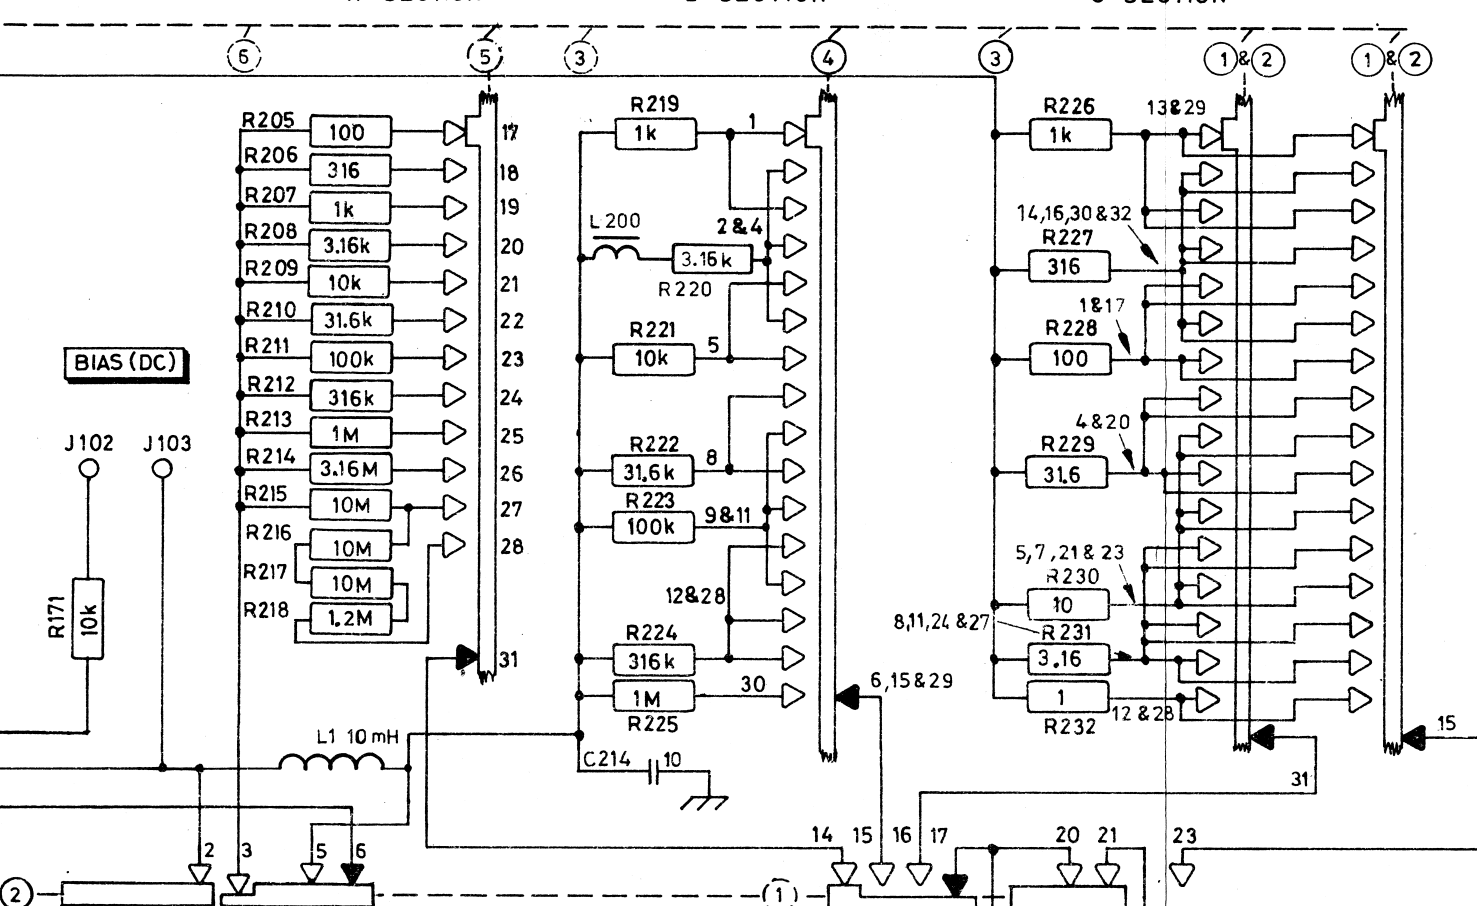 6 5 3 4 3 1 & 2 1 & 2
R205 100 17
R206 316 18
R207 1k 19
R208 3.16k 20
R209 10k 21
R210 31.6k 22
R211 100k 23
R212 316k 24
R213 1M 25
R214 3.16M 26
R215 10M 27
R216 10M 28
R217 10M
R218 1.2M
31
BIAS (DC)
J102 J103
R171 10k
L1 10mH
R219
1k 1
2&4
L200
3.16k
R220
R221
10k 5
R222
31.6k 8
R223
100k 9&11
12&28
R224
316k
1M 30
R225
C214 10
6,15&29
R226 13&29
1k
14,16,30&32
R227
316
1&17
R228
100
4&20
R229
31.6
5,7,21&23
R230
10
8,11,24&27
R231
3.16
1
12&28
R232
15
31
2 3 5 6 14 15 16 17 20 21 23
2 1